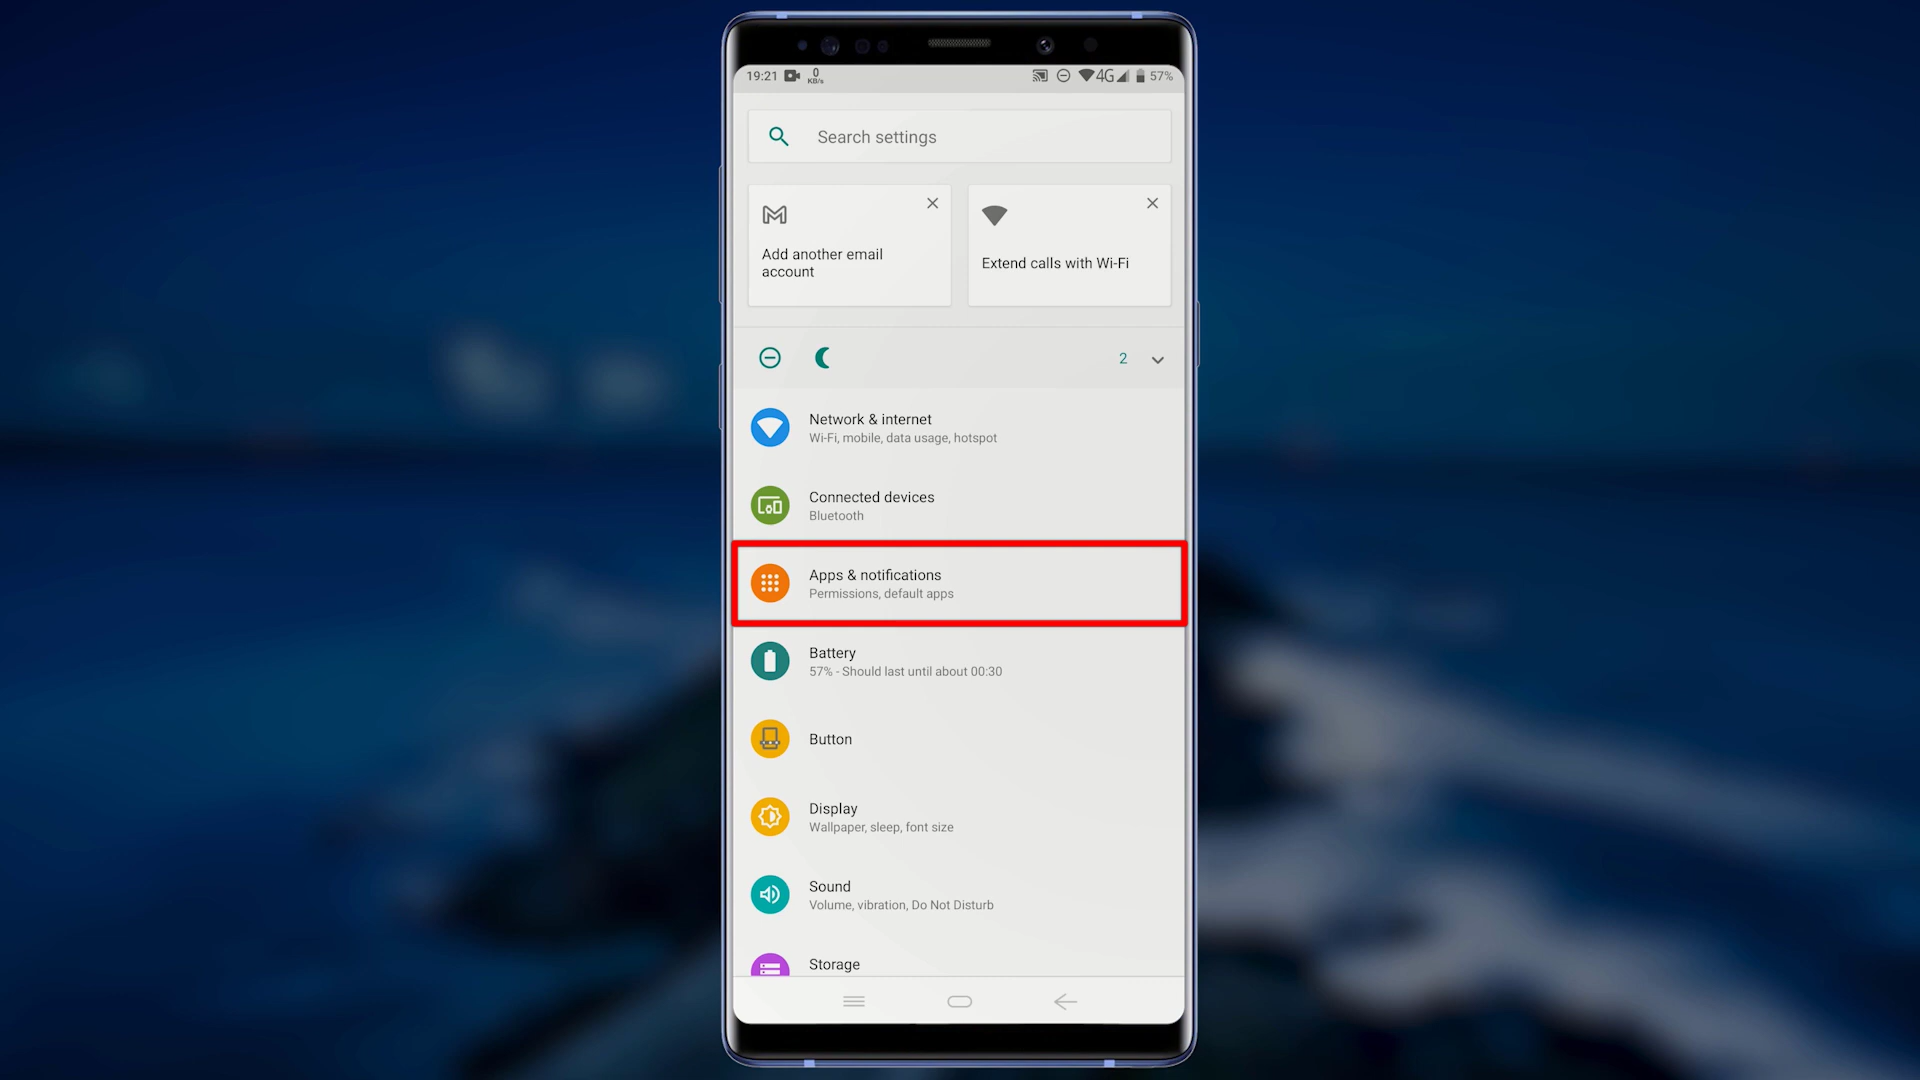 19:21 0 KB/s 4G 57%
Search settings
Add another email
account
Extend calls with Wi-Fi
2
Network & internet
Wi-Fi, mobile, data usage, hotspot
Connected devices
Bluetooth
Apps & notifications
Permissions, default apps
Battery
57% - Should last until about 00:30
Button
Display
Wallpaper, sleep, font size
Sound
Volume, vibration, Do Not Disturb
Storage